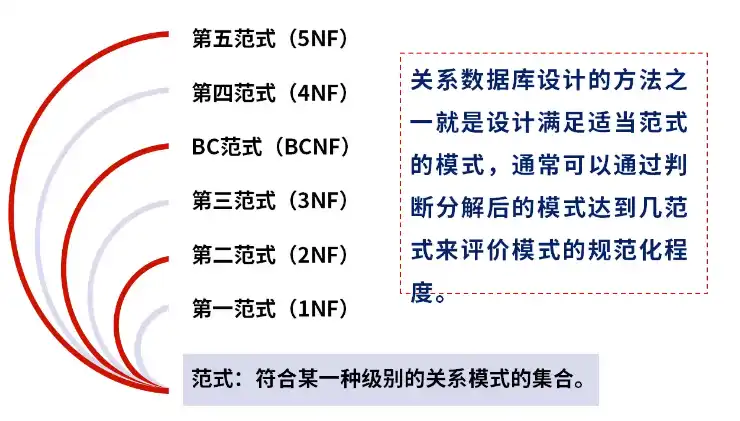 第五范式（5NF）
第四范式（4NF）
BC范式（BCNF）
第三范式（3NF）
第二范式（2NF）
第一范式（1NF）
范式：符合某一种级别的关系模式的集合。
关系数据库设计的方法之
一就是设计满足适当范式
的模式，通常可以通过判
断分解后的模式达到几范
式来评价模式的规范化程
度。